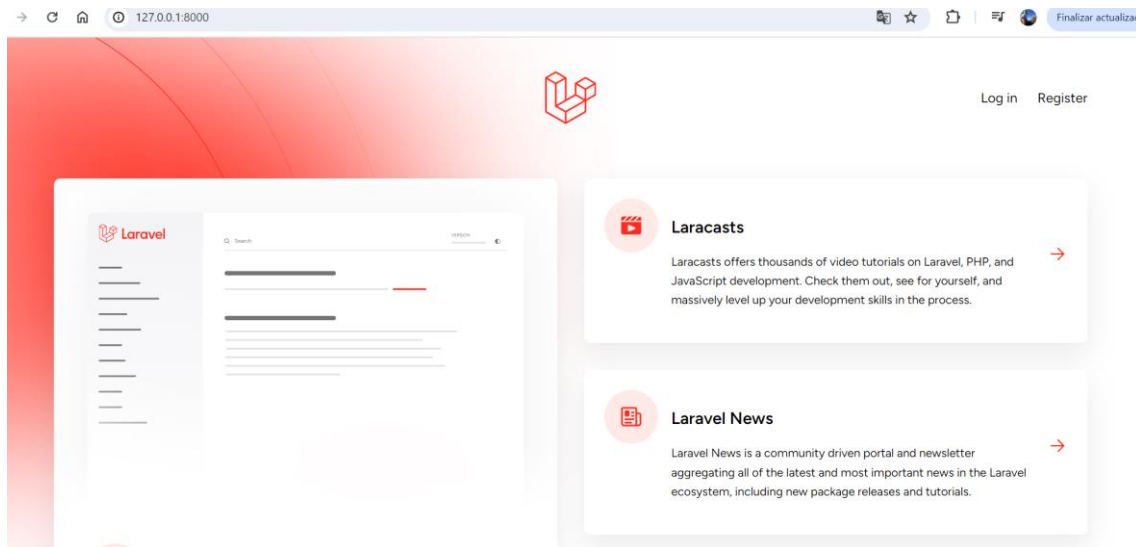 127.0.0.1:8000
Finalizar actualizac
Log in Register
Laravel
Search
VERSION
Laracasts
Laracasts offers thousands of video tutorials on Laravel, PHP, and
JavaScript development. Check them out, see for yourself, and
massively level up your development skills in the process.
Laravel News
Laravel News is a community driven portal and newsletter
aggregating all of the latest and most important news in the Laravel
ecosystem, including new package releases and tutorials.